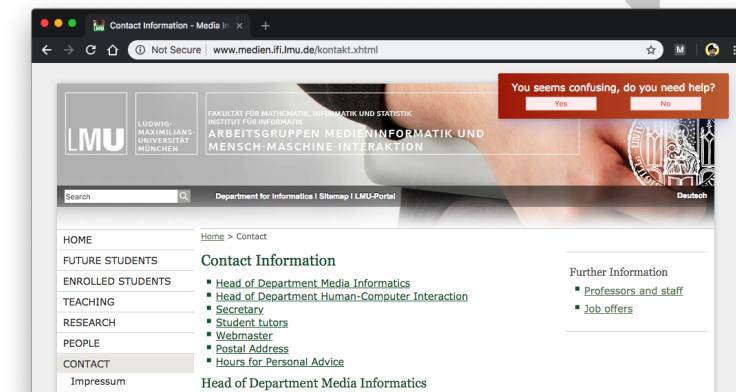 Contact Information - Media In
Not Secure | www.medien.ifi.lmu.de/kontakt.xhtml
M
You seems confusing, do you need help?
Yes No
LMU
LUDWIG-
MAXIMILIANS-
UNIVERSITÄT
MÜNCHEN
FAKULTÄT FÜR MATHEMATIK, INFORMATIK UND STATISTIK
INSTITUT FÜR INFORMATIK
ARBEITSGRUPPEN MEDIENINFORMATIK UND
MENSCH-MASCHINE-INTERAKTION
Search
Department for Informatics | Sitemap | LMU-Portal
Deutsch
HOME
FUTURE STUDENTS
ENROLLED STUDENTS
TEACHING
RESEARCH
PEOPLE
CONTACT
Impressum
Home > Contact
Contact Information
Head of Department Media Informatics
Head of Department Human-Computer Interaction
Secretary
Student tutors
Webmaster
Postal Address
Hours for Personal Advice
Head of Department Media Informatics
Further Information
Professors and staff
Job offers